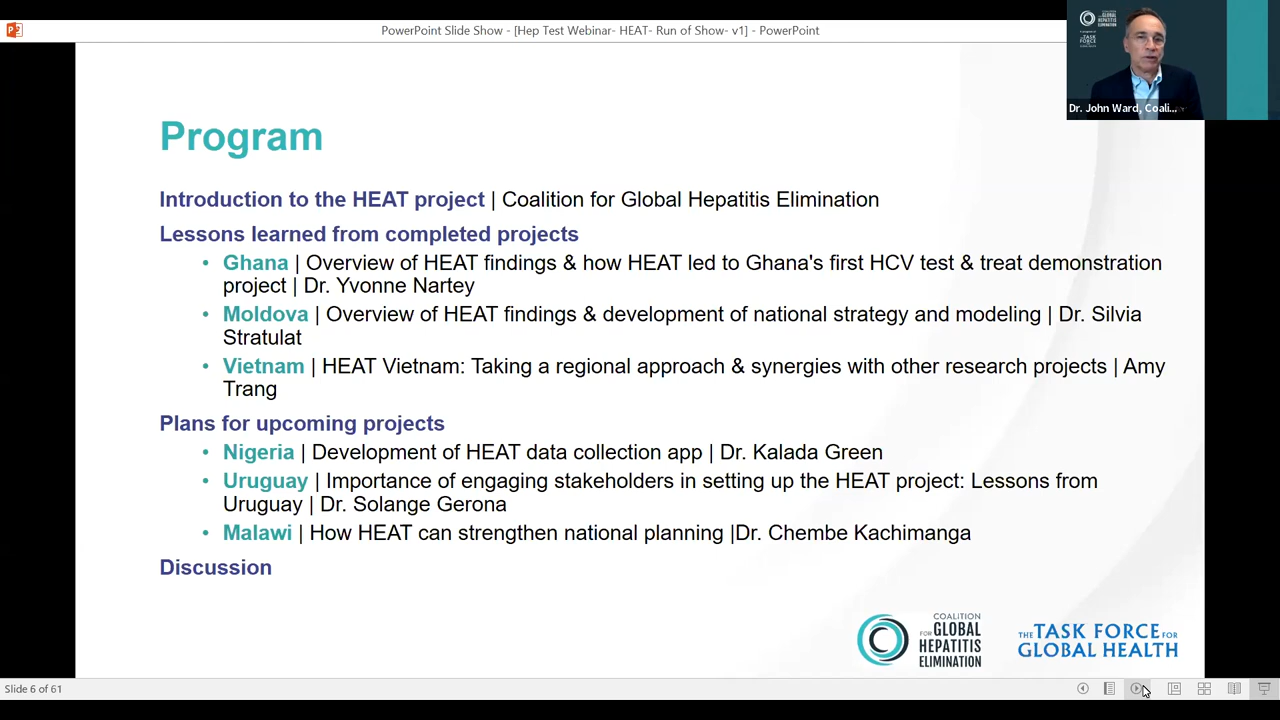 PowerPoint Slide Show - [Hep Test Webinar- HEAT- Run of Show- v1] - PowerPoint
Dr. John Ward, Coali...
Program
Introduction to the HEAT project | Coalition for Global Hepatitis Elimination
Lessons learned from completed projects
• Ghana | Overview of HEAT findings & how HEAT led to Ghana's first HCV test & treat demonstration
project | Dr. Yvonne Nartey
• Moldova | Overview of HEAT findings & development of national strategy and modeling | Dr. Silvia
Stratulat
• Vietnam | HEAT Vietnam: Taking a regional approach & synergies with other research projects | Amy
Trang
Plans for upcoming projects
• Nigeria | Development of HEAT data collection app | Dr. Kalada Green
• Uruguay | Importance of engaging stakeholders in setting up the HEAT project: Lessons from
Uruguay | Dr. Solange Gerona
• Malawi | How HEAT can strengthen national planning |Dr. Chembe Kachimanga
Discussion
COALITION
FOR GLOBAL
HEPATITIS
ELIMINATION
THE TASK FORCE FOR
GLOBAL HEALTH
Slide 6 of 61